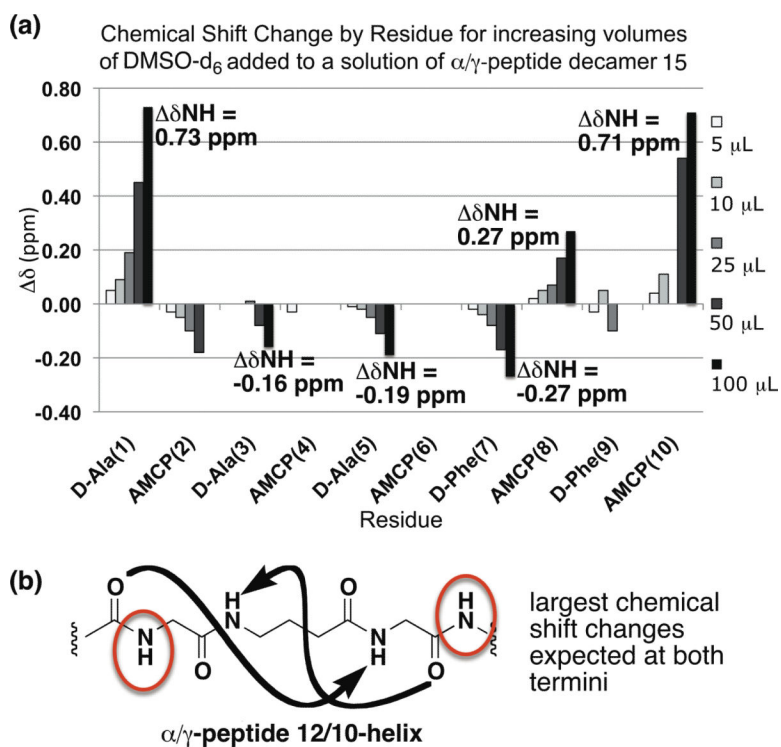 (a)
Chemical Shift Change by Residue for increasing volumes
of DMSO-d6 added to a solution of α/γ-peptide decamer 15
Δδ (ppm)
0.80
0.60
0.40
0.20
0.00
-0.20
-0.40
ΔδNH =
0.73 ppm
ΔδNH =
-0.16 ppm
ΔδNH =
-0.19 ppm
ΔδNH =
0.27 ppm
ΔδNH =
-0.27 ppm
ΔδNH =
0.71 ppm
5 µL
10 µL
25 µL
50 µL
100 µL
D-Ala(1)
AMCP(2)
D-Ala(3)
AMCP(4)
D-Ala(5)
AMCP(6)
D-Phe(7)
AMCP(8)
D-Phe(9)
AMCP(10)
Residue
(b)
O
N
H
O
H
N
O
N
H
O
H
N
α/γ-peptide 12/10-helix
largest chemical
shift changes
expected at both
termini